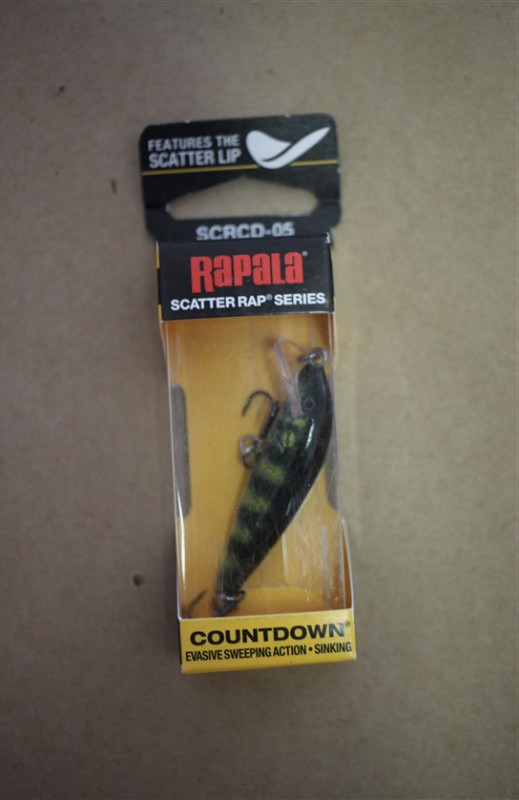 FEATURES THE
SCATTER LIP
SCRCD-05
Rapala®
SCATTER RAP® SERIES
COUNTDOWN®
EVASIVE SWEEPING ACTION • SINKING